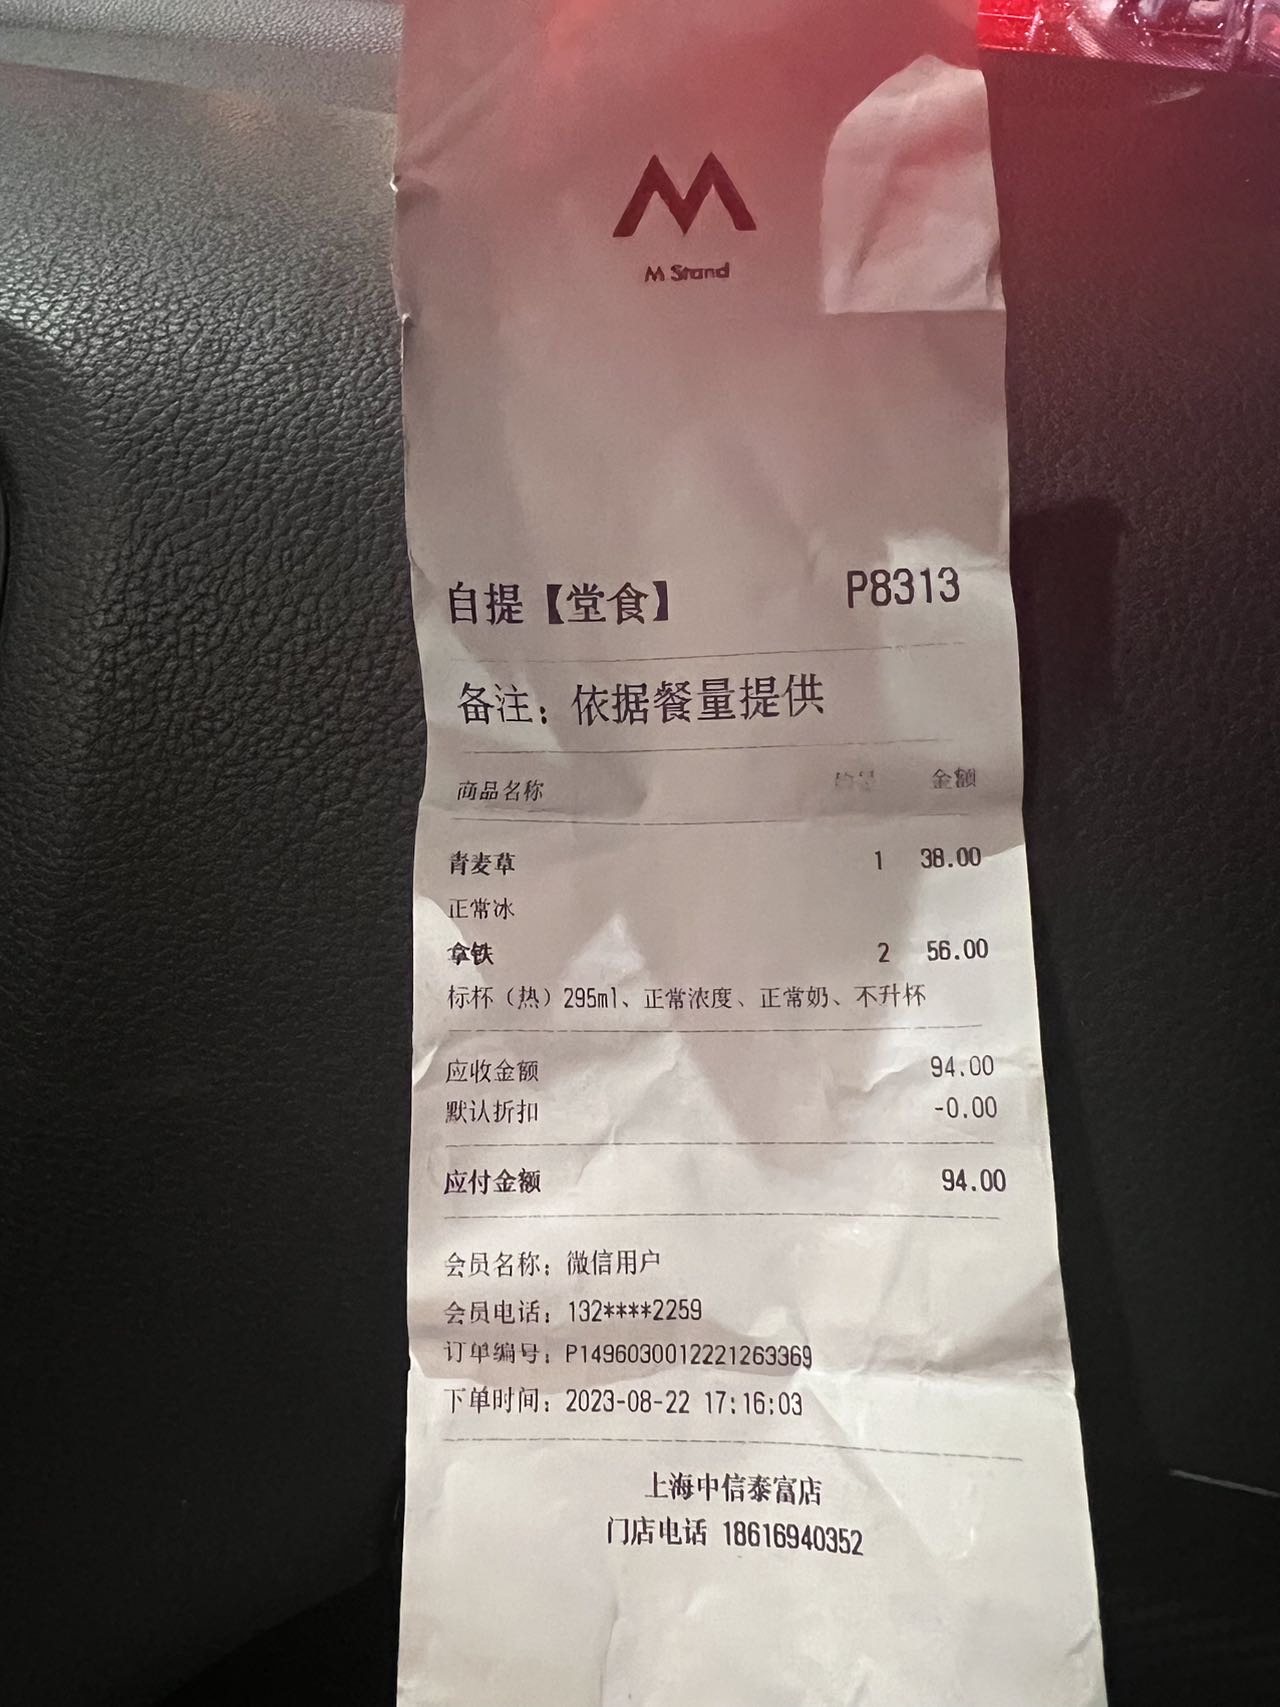 M Stand
自提【堂食】 P8313
备注：依据餐量提供
商品名称 数量 金额
青麦草 1 38.00
正常冰
拿铁 2 56.00
标杯（热）295ml、正常浓度、正常奶、不升杯
应收金额 94.00
默认折扣 -0.00
应付金额 94.00
会员名称：微信用户
会员电话：132****2259
订单编号：P1496030012221263369
下单时间：2023-08-22 17:16:03
上海中信泰富店
门店电话 18616940352